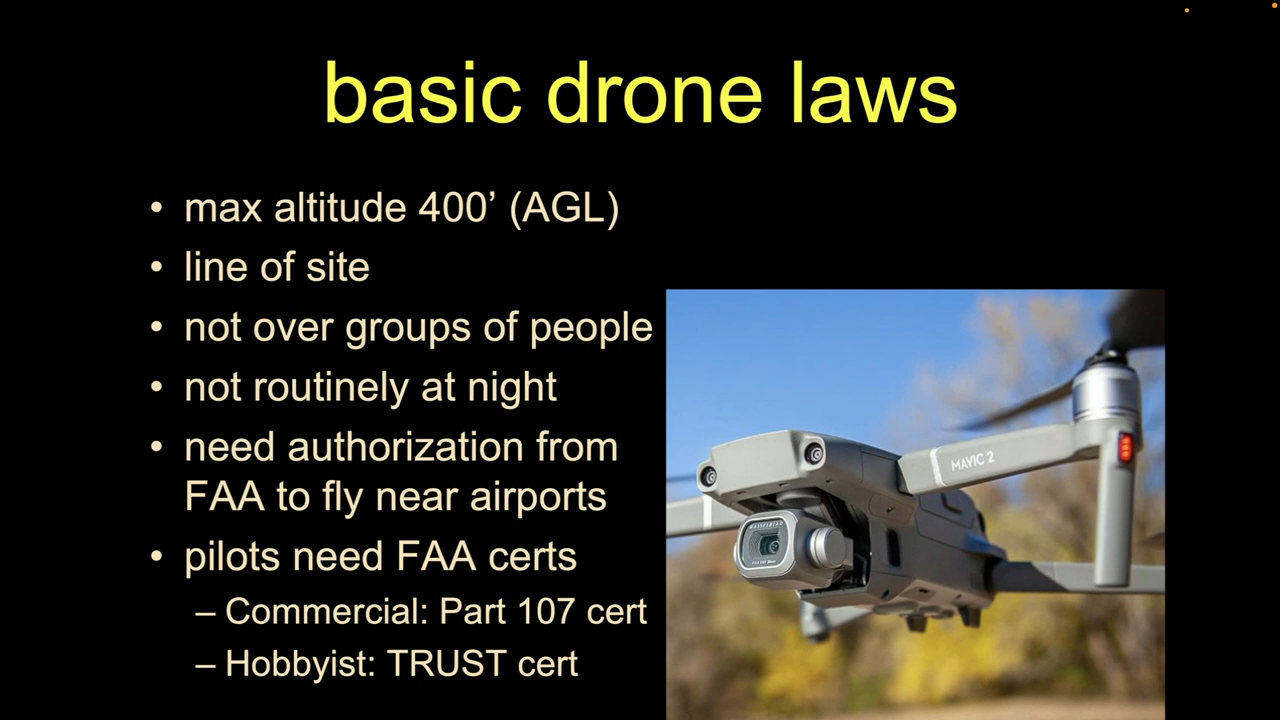 basic drone laws
• max altitude 400’ (AGL)
• line of site
• not over groups of people
• not routinely at night
• need authorization from
FAA to fly near airports
• pilots need FAA certs
– Commercial: Part 107 cert
– Hobbyist: TRUST cert
MAVIC 2
HASSELBLAD